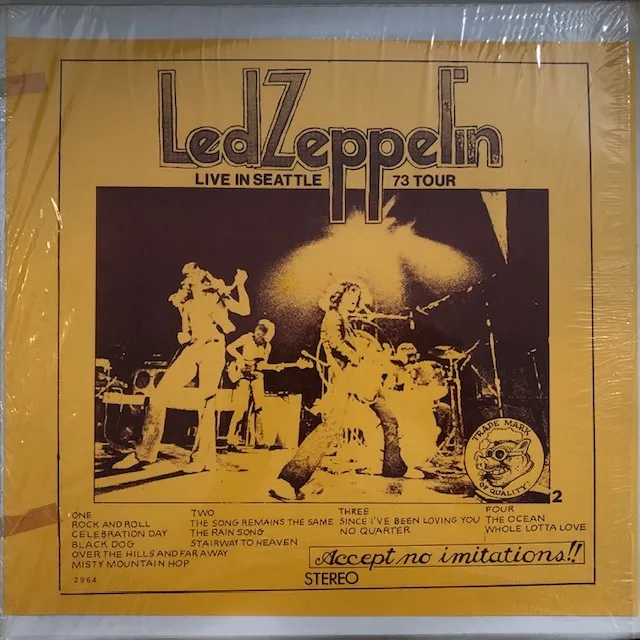 Led Zeppelin
LIVE IN SEATTLE 73 TOUR
TRADE MARK
OF QUALITY
2
ONE
ROCK AND ROLL
CELEBRATION DAY
BLACK DOG
OVER THE HILLS AND FAR AWAY
MISTY MOUNTAIN HOP
2964
TWO
THE SONG REMAINS THE SAME
THE RAIN SONG
STAIRWAY TO HEAVEN
THREE
SINCE I'VE BEEN LOVING YOU
NO QUARTER
FOUR
THE OCEAN
WHOLE LOTTA LOVE
Accept no imitations!!
STEREO